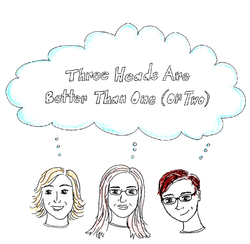 Three Heads Are
Better Than One (Or Two)